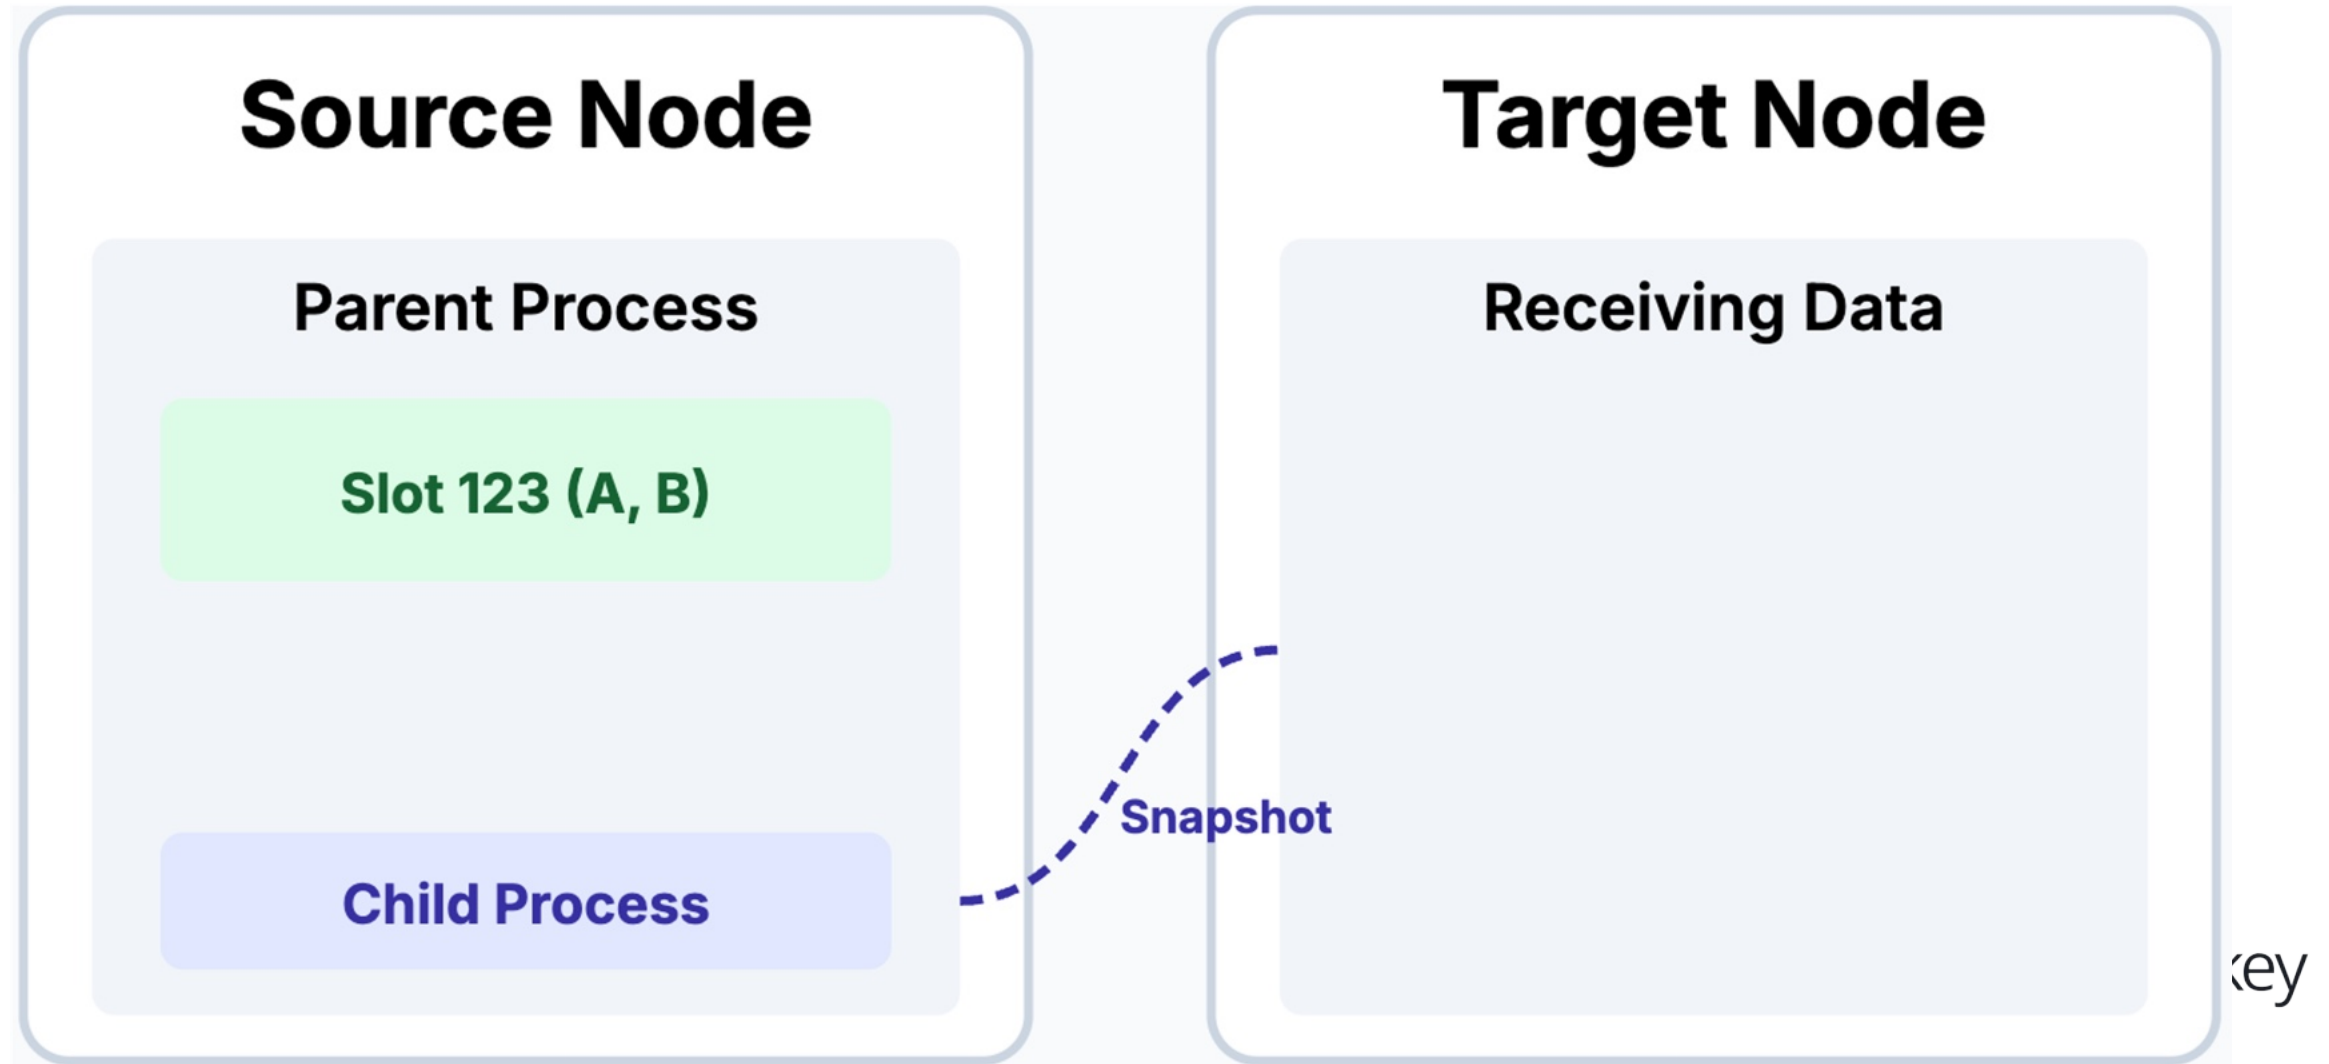 Source Node
Parent Process
Slot 123 (A, B)
Child Process
Snapshot
Target Node
Receiving Data